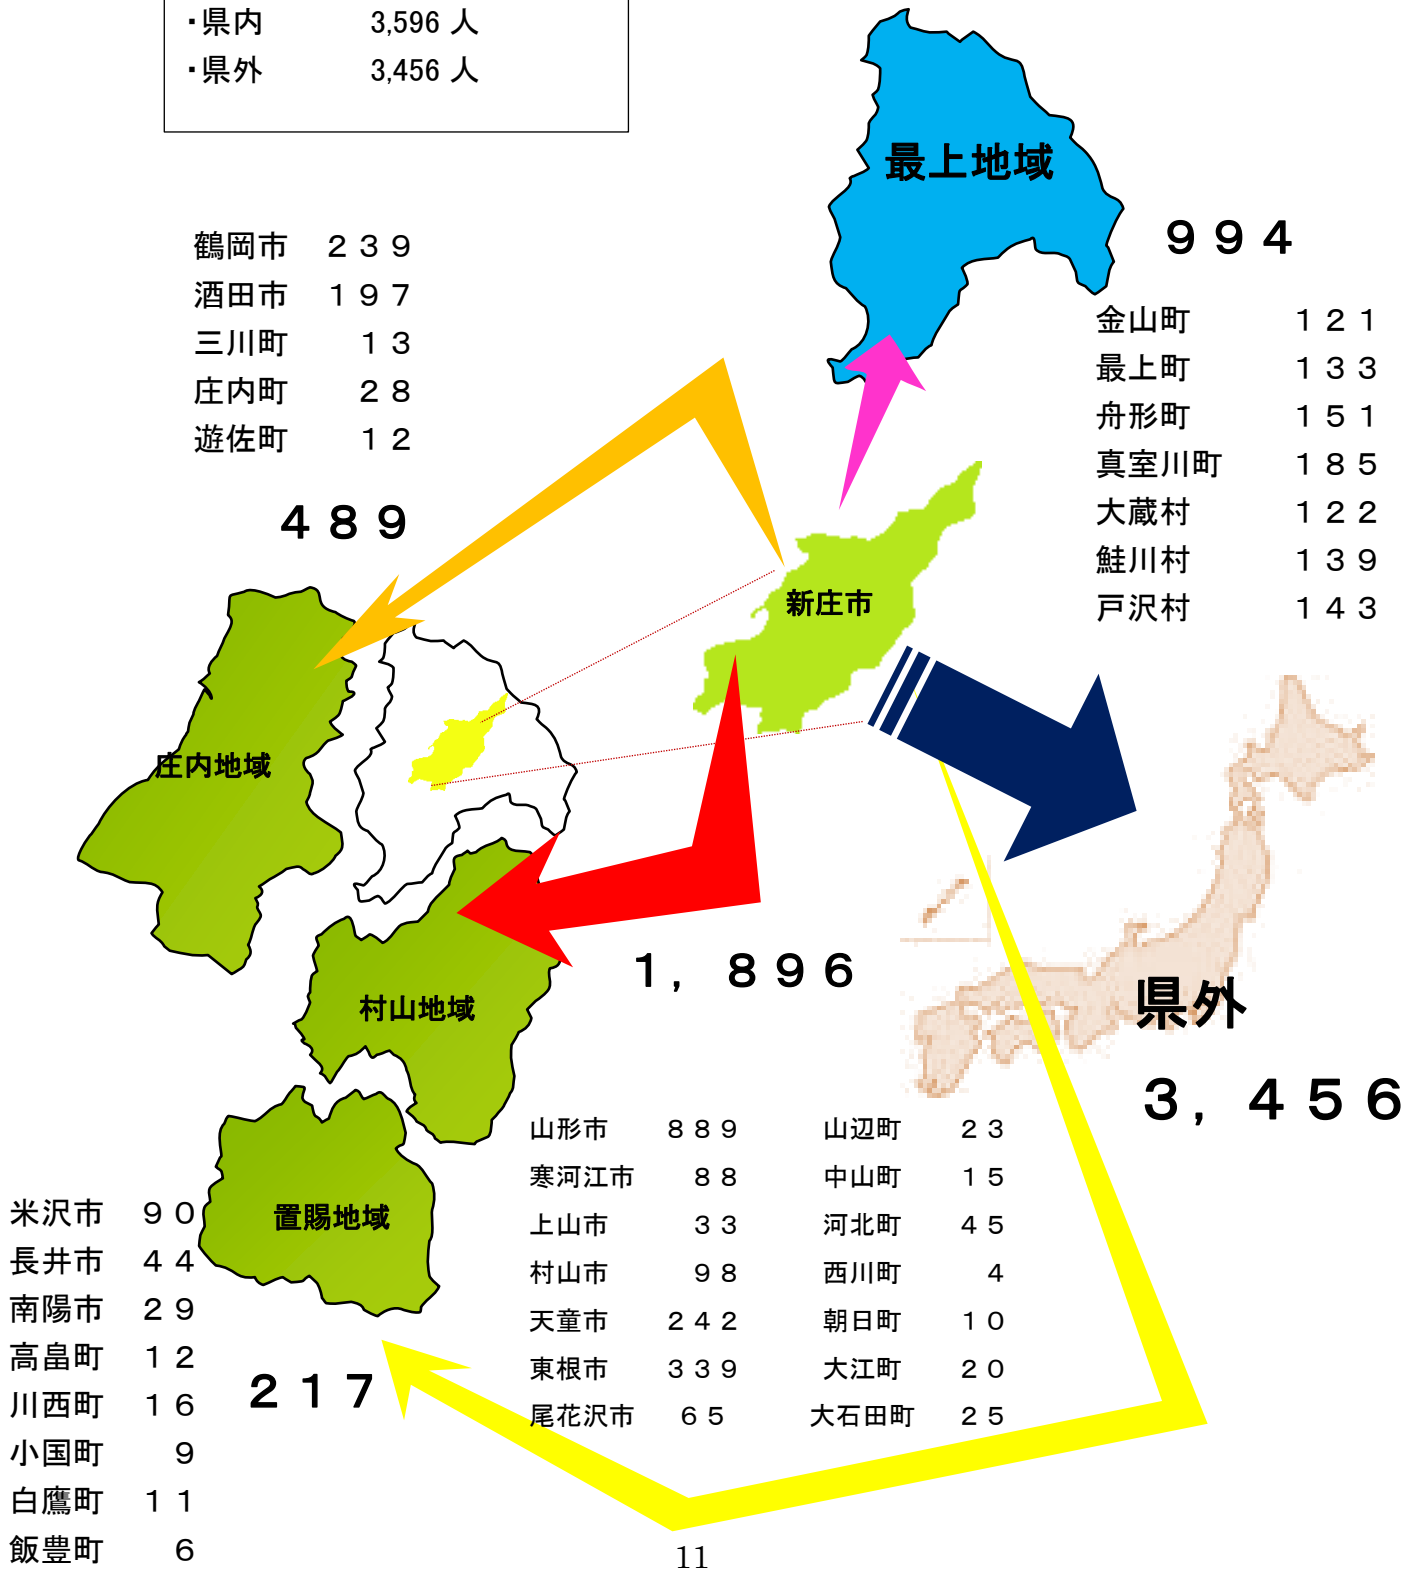 ・県内　3,596 人
・県外　3,456 人
最上地域
９９４
金山町　１２１
最上町　１３３
舟形町　１５１
真室川町　１８５
大蔵村　１２２
鮭川村　１３９
戸沢村　１４３
鶴岡市　２３９
酒田市　１９７
三川町　１３
庄内町　２８
遊佐町　１２
４８９
新庄市
庄内地域
村山地域
１，８９６
県外
３，４５６
山形市　８８９　山辺町　２３
寒河江市　８８　中山町　１５
上山市　３３　河北町　４５
村山市　９８　西川町　４
天童市　２４２　朝日町　１０
東根市　３３９　大江町　２０
尾花沢市　６５　大石田町　２５
置賜地域
米沢市　９０
長井市　４４
南陽市　２９
高畠町　１２
川西町　１６
小国町　９
白鷹町　１１
飯豊町　６
２１７
11